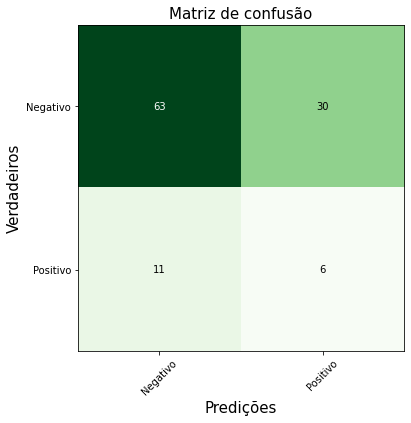 Matriz de confusão
Verdadeiros
Negativo
63
30
Positivo
11
6
Negativo
Positivo
Predições